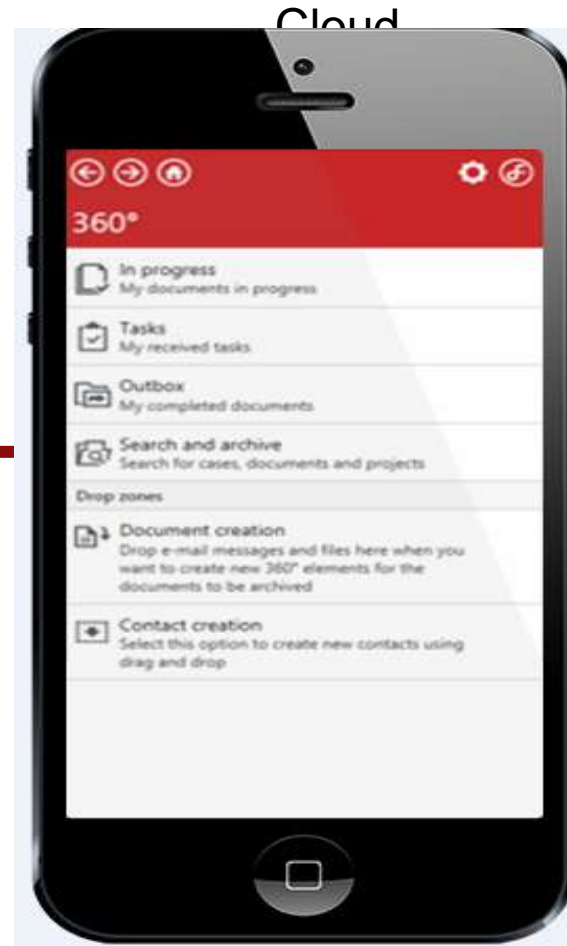 Cloud
360°
In progress
My documents in progress
Tasks
My received tasks
Outbox
My completed documents
Search and archive
Search for cases, documents and projects
Drop zones
Document creation
Drop e-mail messages and files here when you
want to create new 360° elements for the
documents to be archived
Contact creation
Select this option to create new contacts using
drag and drop